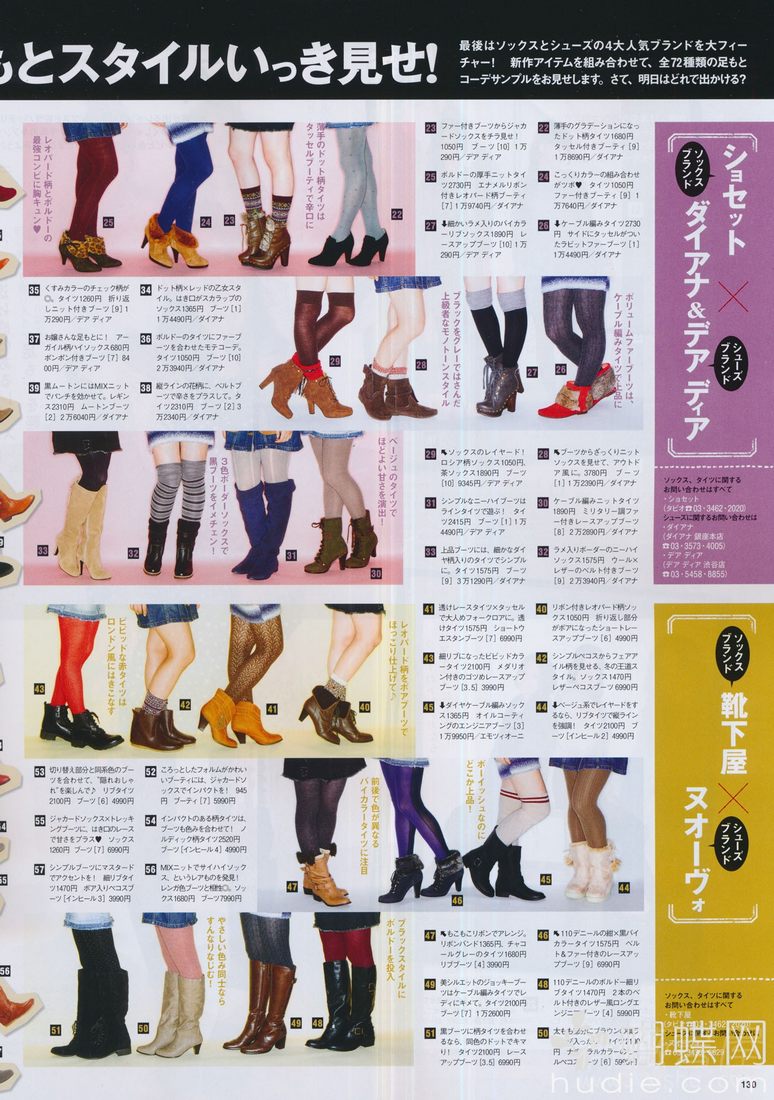 もとスタイルいっき見せ!
最後はソックスとシューズの4大人気ブランドを大フィー
チャー! 新作アイテムを組み合わせて、全72種類の足もと
コーデサンプルをお見せします。さて、明日はどれで出かける?
レオパード柄とボルドーの
最強コンビに胸キュン♥
薄手のドット柄タイツは
タッセルブーティで辛口に
25
24
23
22
23 ファー付きブーツからジャカ
ードソックスをチラ見せ!
1050円 ブーツ[10]1万
290円/デア ディア
22 薄手のグラデーションになっ
たドット柄タイツ1680円
タッセル付きブーティ[9]
1万8690円/ダイアナ
25 ボルドーの厚手ニットタイ
ツ2730円 エナメルリボン
付きレオパード柄ブーティ
[7]1万9740円/ダイアナ
24 こっくりカラーの組み合わせ
がツボ♥ タイツ1050円
ファー付きブーティ[9]1
万7640円/ダイアナ
27 細かいラメ入りのバイカラ
ーリブソックス1890円 レ
ースアップブーツ[10]1万
290円/デア ディア
26 ケーブル編みタイツ2730
円 サイドにタッセルがつい
たラビットファーブーツ[1]
1万4490円/ダイアナ
ショセット
×
ダイアナ&デア ディア
ソックス
ブランド
シューズ
ブランド
35 くすみカラーのチェック柄が
◎。タイツ1260円 折り返
しニット付きブーツ[9]1
万290円/デア ディア
34 ドット柄×レッドの乙女スタ
イル。はき口がスカラップの
ソックス1365円 ブーツ[1]
1万4490円/ダイアナ
37 お嬢さんな足もとに! アー
ガイル柄ハイソックス680円
ポンポン付きブーツ[7]84
00円/デア ディア
36 ボルドーのタイツにファーブ
ーツを合わせたモテコーデ。
タイツ1050円 ブーツ[10]
2万3940円/ダイアナ
39 黒ムートンにはMIXニット
でパンチを効かせて。レギン
ス2310円 ムートンブーツ
[2]2万6040円/ダイアナ
38 縦ラインの花柄に、ベルトブ
ーツで辛さをプラスして。タ
イツ2310円 ブーツ[2]3
万2340円/ダイアナ
ブラックをグレーではさんだ
上級者なモノトーンスタイル
ボリュームファーブーツは、
ケーブル編みタイツで上品に
29
28
27
26
3色ボーダーソックスで
黒ブーツをイメチェン!
ベージュのタイツで
ほどよい甘さを演出!
33
32
31
30
29 ソックスのレイヤード!
ロシア柄ソックス1050円、
茶ソックス1890円 ブーツ
[10]9345円/デア ディア
28 ブーツからざっくりニット
ソックスを見せて、アウトド
ア風に。3780円 ブーツ
[1]1万2390円/ダイアナ
31 シンプルなニーハイブーツは
ラインタイツで遊ぶ! タイ
ツ2415円 ブーツ[1]1万
4490円/デア ディア
30 ケーブル編みニットタイツ
1890円 ミリタリー調ファ
ー付きレースアップブーツ
[8]2万2890円/ダイアナ
33 上品ブーツには、細かなダイ
ヤ柄入りのタイツでシンプル
に。タイツ1575円 ブーツ
[9]3万1290円/ダイアナ
32 ラメ入りボーダーのニーハイ
ソックス1575円 ウール×
レザーのベルト付きブーツ
[9]2万3940円/ダイアナ
ソックス、タイツに関する
お問い合わせはすべて
・ショセット
(タビオ☎03・3462・2020)
シューズに関するお問い合わせは
・ダイアナ
(ダイアナ 銀座本店
☎03・3573・4005)
・デア ディア
(デア ディア 渋谷店
☎03・5458・8855)
ビビッドな赤タイツは
ロンドン風にはきこなす
レオパード柄をボアブーツで
ほっこり仕上げて♪
43
42
41
40
41 透けレースタイツ×タッセル
で大人めフォークロアに。透
けタイツ1575円 ショートウ
エスタンブーツ[7]6990円
40 リボン付きレオパード柄ソッ
クス1050円 折り返し部分
がボアになったショートレー
スアップブーツ[6]4990円
43 細リブになったビビッドカラ
ータイツ2100円 メダリオ
ン付きのゴツめレースアップ
ブーツ[3.5]3990円
42 シンプルペコスからフェアア
イル柄を見せる、冬の王道ス
タイル。ソックス1470円
レザーペコスブーツ6990円
45 ダイヤケーブル編みソックス
1365円 オイルコーティ
ングのエンジニアブーツ[3]
1万9950円/エモツィオーニ
44 ベージュ系でレイヤードをす
るなら、リブタイツで縦ライン
を強調! タイツ2100円 ブ
ーツ[インヒール2]4990円
ソックス
ブランド
靴下屋
×
ヌオーヴォ
シューズ
ブランド
53 切り替え部分と同系色のブー
ツを合わせて、“隠れおしゃ
れ”を楽しんで♪ リブタイツ
2100円 ブーツ[6]4990円
52 ころっとしたフォルムがかわい
いブーティには、ジャカードソッ
クスでインパクトを! 945
円 ブーティ[7]5990円
55 ジャカードソックス×トレッキ
ングブーツに、はき口のレース
で甘さをプラス♥ ソックス
1260円 ブーツ[7]6990円
54 インパクトのある柄タイツは、
ブーツも色みを合わせて! ノ
ルディック柄タイツ2520円
ブーツ[インヒール4]4990円
57 シンプルブーツにマスタード
でアクセントを! 細リブタイ
ツ1470円 ボア入りペコスブ
ーツ[インヒール3]3990円
56 MIXニットでサイハイソック
ス、というレアものを発見!
レンガ色ブーツと相性◎。ソ
ックス1680円 ブーツ7990円
前後で色が異なる
バイカラータイツに注目
ボーイッシュなのに
どこか上品!
47
46
45
44
やさしい色み同士なら
すんなりなじむ!
ブラックスタイルに
ボルドーを投入
51
50
49
48
47 もこもこリボンでアレンジ。
リボンバンド1365円、チャコ
ールグレーのタイツ1680円
リブブーツ[4]3990円
46 110デニールの紺×黒バイ
カラータイツ1575円 ベルト
&ファー付きのレースアップ
ブーツ[9]6990円
49 美シルエットのジョッキーブー
ツはケーブル編みタイツでレ
ディにキメて。タイツ2100円
ブーツ[7]1万2600円
48 110デニールのボルドー細リ
ブタイツ1470円 2本のベ
ルト付きのレザー風ロングエ
ンジニアブーツ[4]5990円
51 黒ブーツに柄タイツを合わせ
るなら、同色のドットでキマ
リ! タイツ2100円 レース
アップブーツ[3.5]6990円
50
ソックス、タイツに関する
お問い合わせはすべて
・靴下屋
130
蝶网
hudie.com